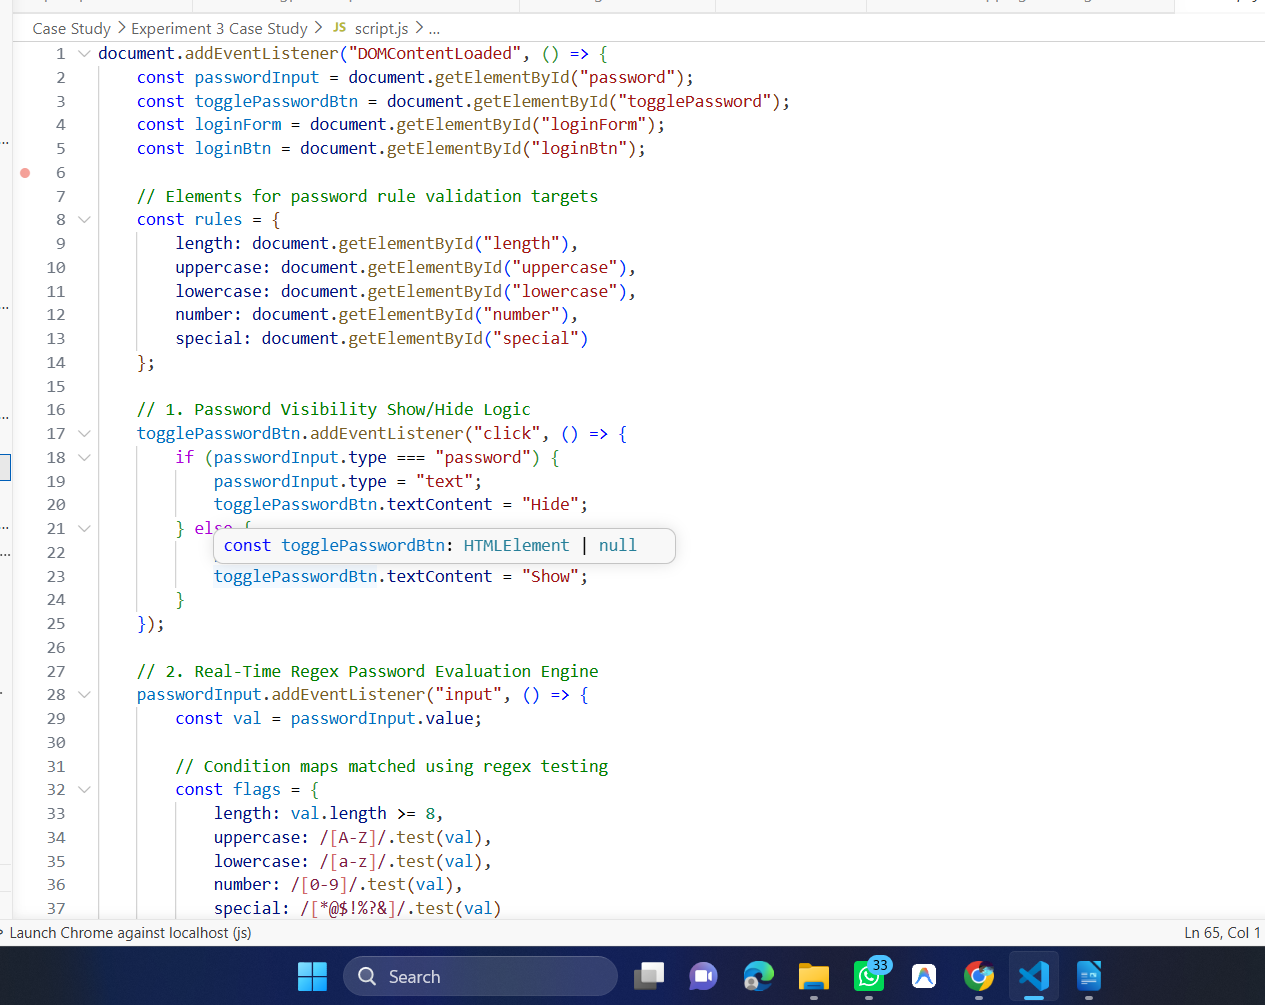 Case Study > Experiment 3 Case Study > JS script.js > ...
1 document.addEventListener("DOMContentLoaded", () => {
2 const passwordInput = document.getElementById("password");
3 const togglePasswordBtn = document.getElementById("togglePassword");
4 const loginForm = document.getElementById("loginForm");
5 const loginBtn = document.getElementById("loginBtn");
6
7 // Elements for password rule validation targets
8 const rules = {
9 length: document.getElementById("length"),
10 uppercase: document.getElementById("uppercase"),
11 lowercase: document.getElementById("lowercase"),
12 number: document.getElementById("number"),
13 special: document.getElementById("special")
14 };
15
16 // 1. Password Visibility Show/Hide Logic
17 togglePasswordBtn.addEventListener("click", () => {
18 if (passwordInput.type === "password") {
19 passwordInput.type = "text";
20 togglePasswordBtn.textContent = "Hide";
21 } else {
22 const togglePasswordBtn: HTMLElement | null
23 togglePasswordBtn.textContent = "Show";
24 }
25 });
26
27 // 2. Real-Time Regex Password Evaluation Engine
28 passwordInput.addEventListener("input", () => {
29 const val = passwordInput.value;
30
31 // Condition maps matched using regex testing
32 const flags = {
33 length: val.length >= 8,
34 uppercase: /[A-Z]/.test(val),
35 lowercase: /[a-z]/.test(val),
36 number: /[0-9]/.test(val),
37 special: /[*@$!%?&]/.test(val)
Launch Chrome against localhost (js) Ln 65, Col 1
Search 33